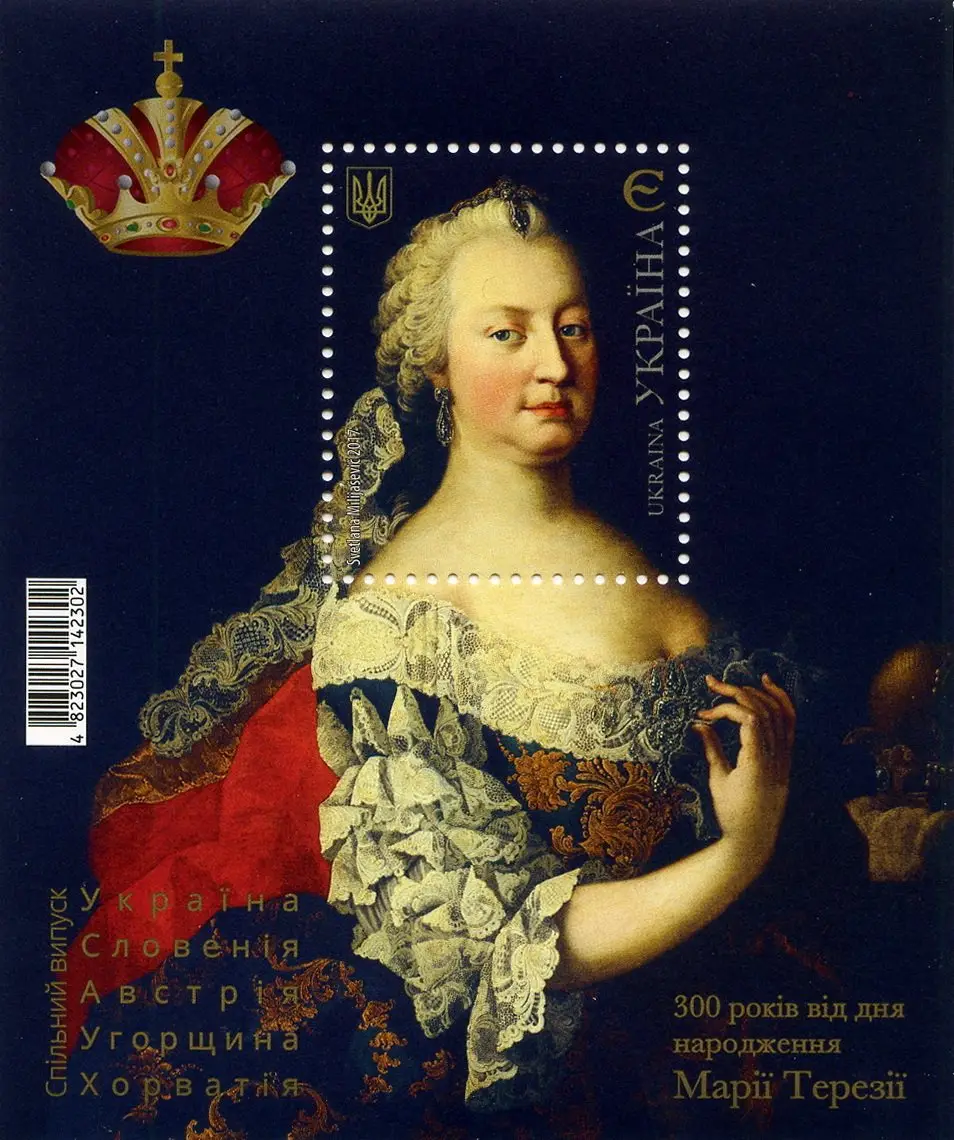 Є
УКРАЇНА
UKRAINA
Svetlana Milijašević 2017.
4 823027 142302
Спільний випуск
Україна
Словенія
Австрія
Угорщина
Хорватія
300 років від дня
народження
Марії Терезії